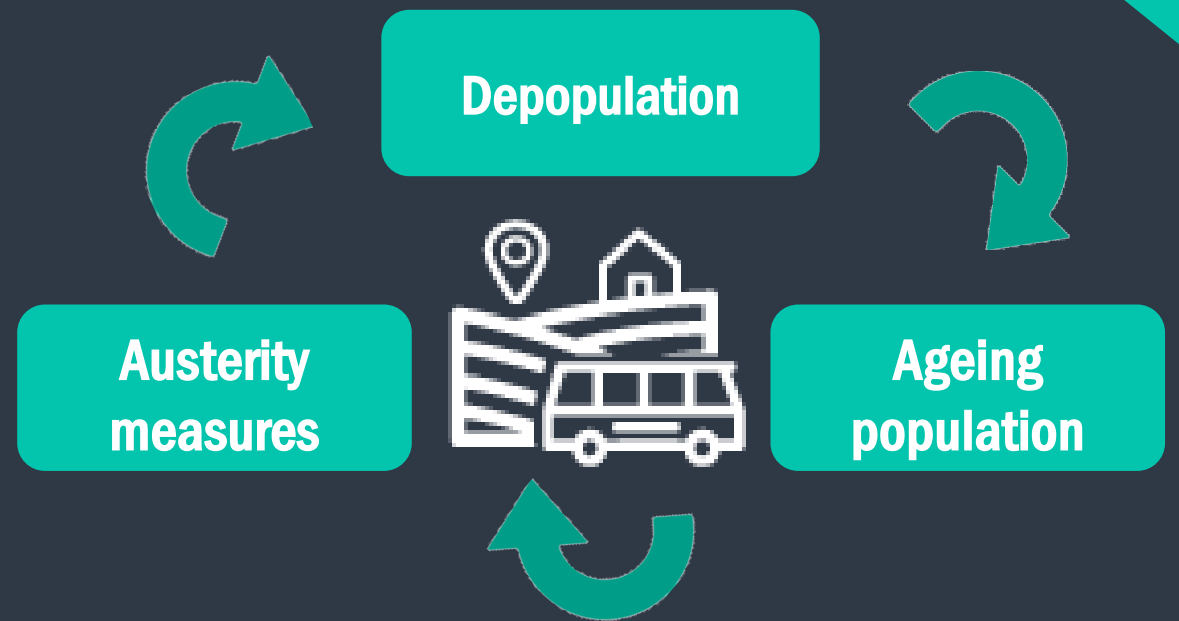 Depopulation
Austerity
measures
Ageing
population